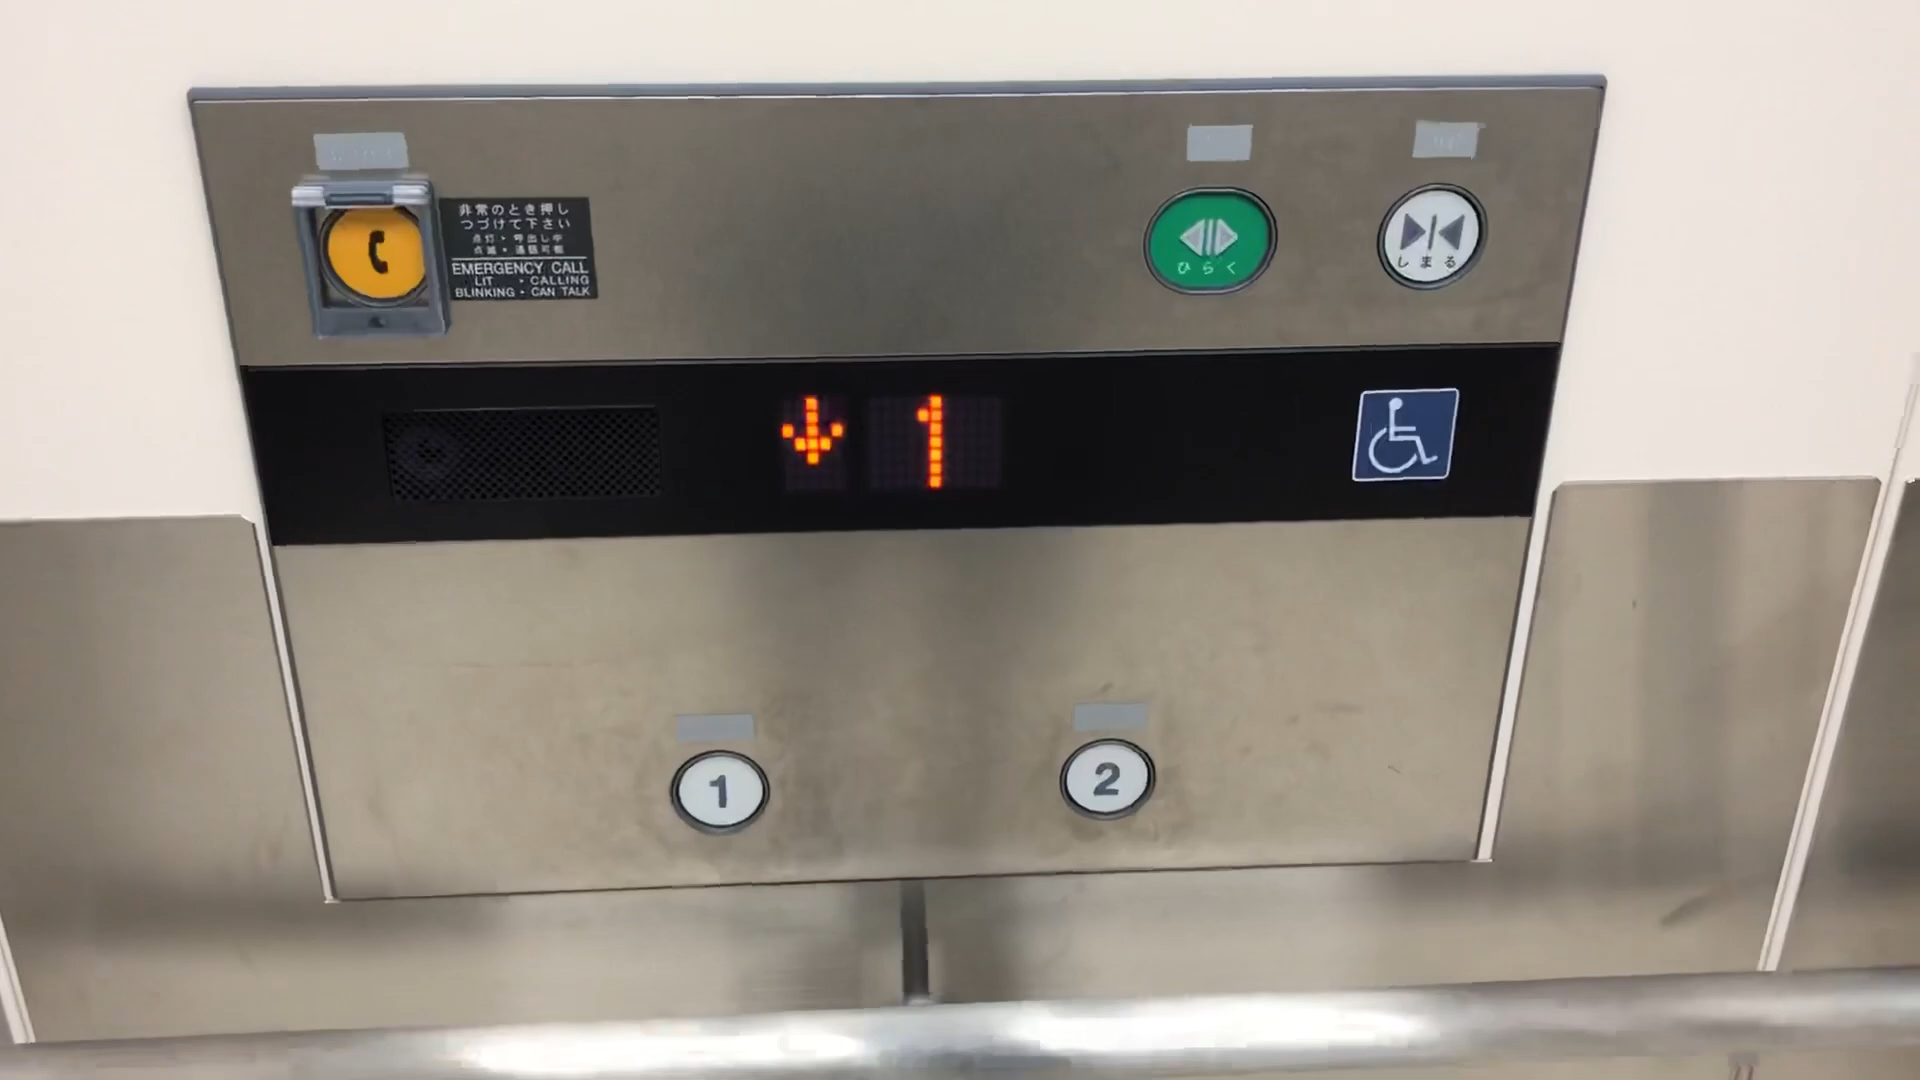 非常のとき押し
つづけて下さい
点灯・呼出し中
点滅・通話可能
EMERGENCY CALL
LIT ・CALLING
BLINKING・CAN TALK
ひらく
しまる
1
1
2